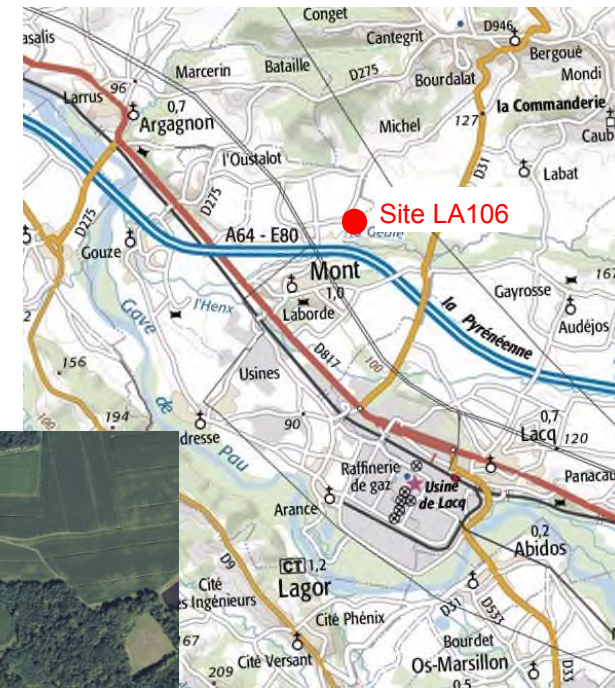 Conget
D946
Cantegrit
Bergoué
Marcerin
Bataille
D275
Bourdalat
Mondi
96
Larrus
0,7
Argagnon
127
la Commanderie
Michel
Caub
l'Oustalot
D31
Labat
D275
D275
Site LA106
A64 - E80
Gouze
Mont
1,0
167
Gayrosse
Gave
l'Henx
Laborde
la Pyrénéenne
Audéjos
D817
100
156
Usines
de
194
100
90
0,7
Lacq
120
dresse
Pau
Raffinerie
de gaz
Usine
de Lacq
Panacau
Arance
0,2
Abidos
D9
CT 1,2
Lagor
Cité
s Ingénieurs
D31
D533
Cité Phénix
167
Bourdet
Cité Versant
Os-Marsillon
D33
209
0,5